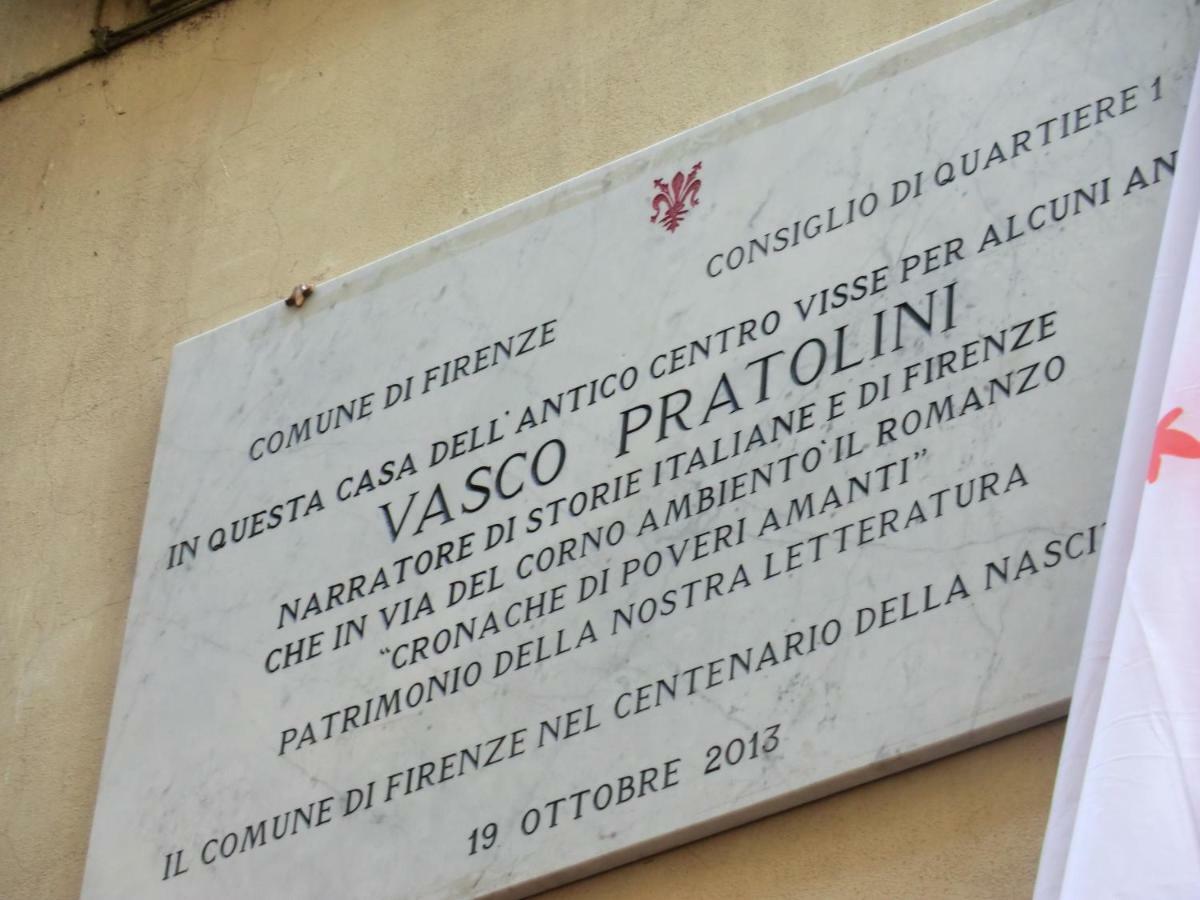 COMUNE DI FIRENZE
CONSIGLIO DI QUARTIERE 1
IN QUESTA CASA DELL'ANTICO CENTRO VISSE PER ALCUNI AN
VASCO PRATOLINI
NARRATORE DI STORIE ITALIANE E DI FIRENZE
CHE IN VIA DEL CORNO AMBIENTÒ IL ROMANZO
“CRONACHE DI POVERI AMANTI”
PATRIMONIO DELLA NOSTRA LETTERATURA
IL COMUNE DI FIRENZE NEL CENTENARIO DELLA NASCIT
19 OTTOBRE 2013